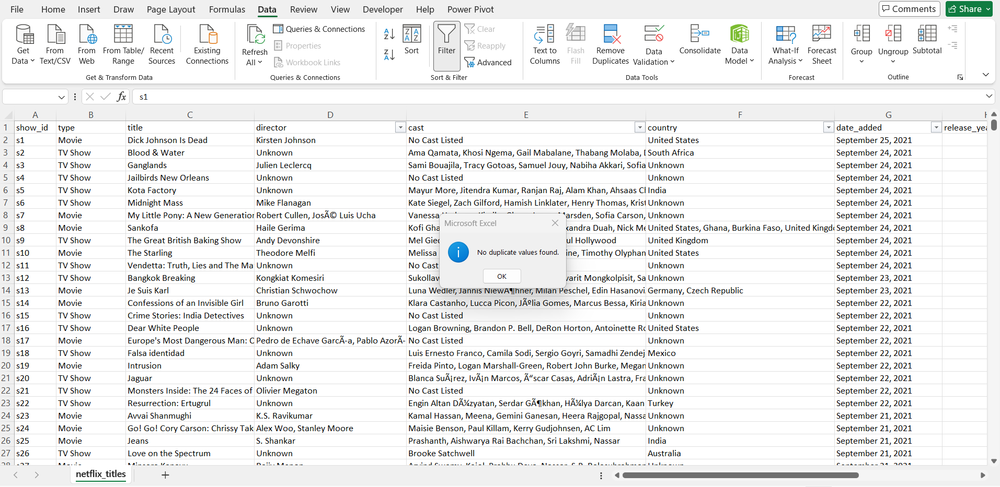 File Home Insert Draw Page Layout Formulas Data Review View Developer Help Power Pivot Comments Share
Get Data From Text/CSV From Web From Table/ Range Recent Sources Existing Connections
Get & Transform Data
Refresh All Queries & Connections Properties Workbook Links
Queries & Connections
Sort Filter Clear Reapply Advanced
Sort & Filter
Text to Columns Flash Fill Remove Duplicates Data Validation Consolidate Data Model
Data Tools
What-If Analysis Forecast Sheet
Forecast
Group Ungroup Subtotal
Outline
fx s1
A B C D E F G H
1 show_id type title director cast country date_added release_yea
2 s1 Movie Dick Johnson Is Dead Kirsten Johnson No Cast Listed United States September 25, 2021
3 s2 TV Show Blood & Water Unknown Ama Qamata, Khosi Ngema, Gail Mabalane, Thabang Molaba, South Africa September 24, 2021
4 s3 TV Show Ganglands Julien Leclercq Sami Bouajila, Tracy Gotoas, Samuel Jouy, Nabiha Akkari, Sofia Unknown September 24, 2021
5 s4 TV Show Jailbirds New Orleans Unknown No Cast Listed Unknown September 24, 2021
6 s5 TV Show Kota Factory Unknown Mayur More, Jitendra Kumar, Ranjan Raj, Alam Khan, Ahsaas Cl India September 24, 2021
7 s6 TV Show Midnight Mass Mike Flanagan Kate Siegel, Zach Gilford, Hamish Linklater, Henry Thomas, Krist Unknown September 24, 2021
8 s7 Movie My Little Pony: A New Generation Robert Cullen, JosÃ© Luis Ucha Vanessa Marsden, Sofia Carson, Unknown September 24, 2021
9 s8 Movie Sankofa Haile Gerima Kofi Gha xandra Duah, Nick Me United States, Ghana, Burkina Faso, United Kingdo September 24, 2021
10 s9 TV Show The Great British Baking Show Andy Devonshire Mel Gied ul Hollywood United Kingdom September 24, 2021
11 s10 Movie The Starling Theodore Melfi Melissa ine, Timothy Olyphan United States September 24, 2021
12 s11 TV Show Vendetta: Truth, Lies and The Ma Unknown No Cast Unknown September 24, 2021
13 s12 TV Show Bangkok Breaking Kongkiat Komesiri Sukollaw varit Mongkolpisit, Sa Unknown September 23, 2021
14 s13 Movie Je Suis Karl Christian Schwochow Luna Wedler, Jannis NiewÃ¶hner, Milan Peschel, Edin Hasanovi Germany, Czech Republic September 23, 2021
15 s14 Movie Confessions of an Invisible Girl Bruno Garotti Klara Castanho, Lucca Picon, JÃºlia Gomes, Marcus Bessa, Kiria Unknown September 22, 2021
16 s15 TV Show Crime Stories: India Detectives Unknown No Cast Listed Unknown September 22, 2021
17 s16 TV Show Dear White People Unknown Logan Browning, Brandon P. Bell, DeRon Horton, Antoinette Ro United States September 22, 2021
18 s17 Movie Europe's Most Dangerous Man: O Pedro de Echave GarcÃ-a, Pablo AzorÃ- No Cast Listed Unknown September 22, 2021
19 s18 TV Show Falsa identidad Unknown Luis Ernesto Franco, Camila Sodi, Sergio Goyri, Samadhi Zendej Mexico September 22, 2021
20 s19 Movie Intrusion Adam Salky Freida Pinto, Logan Marshall-Green, Robert John Burke, Megan Unknown September 22, 2021
21 s20 TV Show Jaguar Unknown Blanca SuÃ¡rez, IvÃ¡n Marcos, Ã“scar Casas, AdriÃ¡n Lastra, Fra Unknown September 22, 2021
22 s21 TV Show Monsters Inside: The 24 Faces of Olivier Megaton No Cast Listed Unknown September 22, 2021
23 s22 TV Show Resurrection: Ertugrul Unknown Engin Altan DÃ¼zyatan, Serdar GÃ¶khan, HÃ¼lya Darcan, Kaan Turkey September 22, 2021
24 s23 Movie Avvai Shanmughi K.S. Ravikumar Kamal Hassan, Meena, Gemini Ganesan, Heera Rajgopal, Nassa Unknown September 21, 2021
25 s24 Movie Go! Go! Cory Carson: Chrissy Tak Alex Woo, Stanley Moore Maisie Benson, Paul Killam, Kerry Gudjohnsen, AC Lim Unknown September 21, 2021
26 s25 Movie Jeans S. Shankar Prashanth, Aishwarya Rai Bachchan, Sri Lakshmi, Nassar India September 21, 2021
27 s26 TV Show Love on the Spectrum Unknown Brooke Satchwell Australia September 21, 2021
Microsoft Excel
No duplicate values found.
OK
netflix_titles